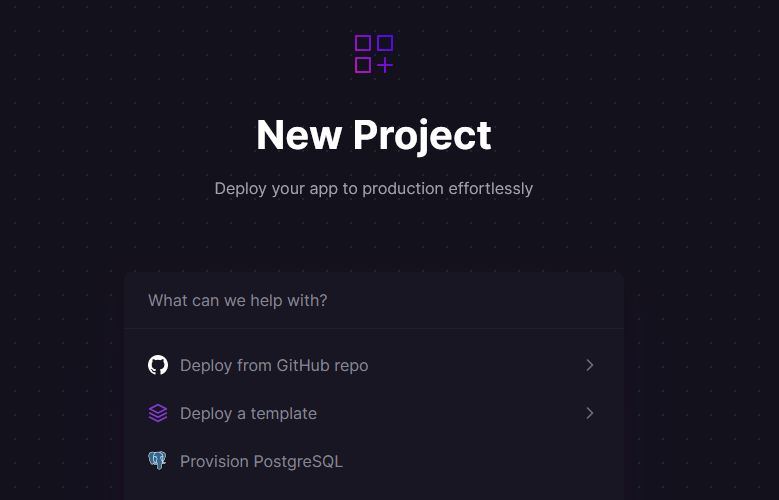 New Project
Deploy your app to production effortlessly
What can we help with?
Deploy from GitHub repo
Deploy a template
Provision PostgreSQL